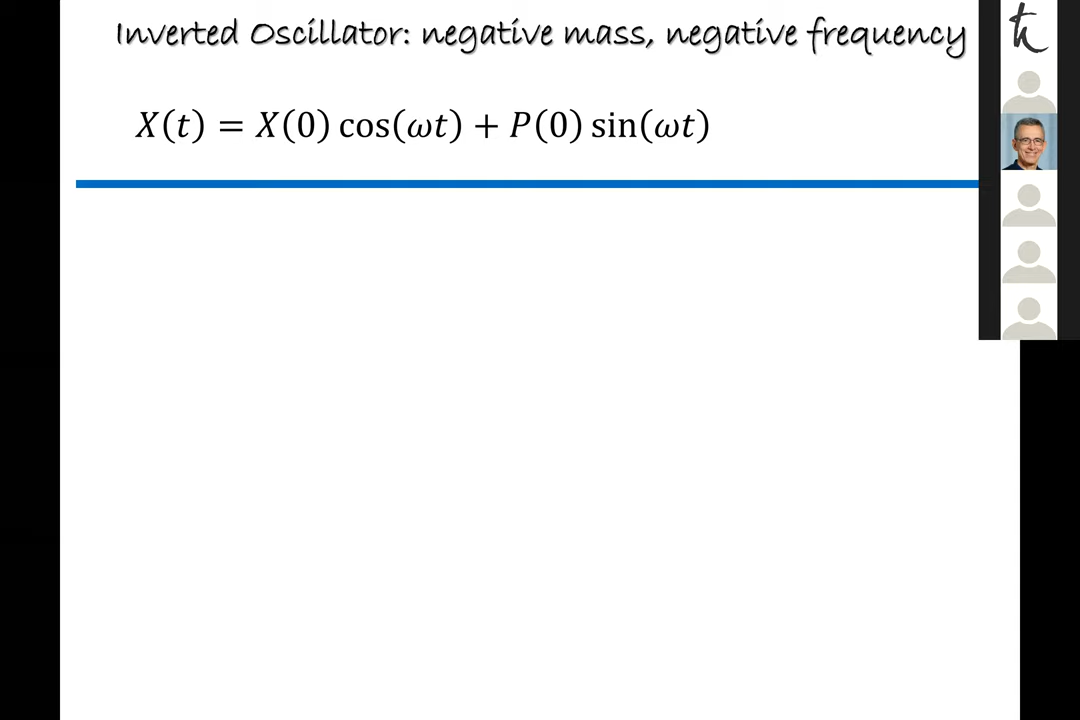 Inverted Oscillator: negative mass, negative frequency
X(t) = X(0) cos(ωt) + P(0) sin(ωt)